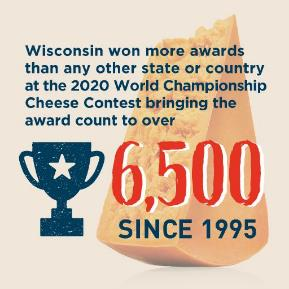 Wisconsin won more awards
than any other state or country
at the 2020 World Championship
Cheese Contest bringing the
award count to over
6,500
SINCE 1995